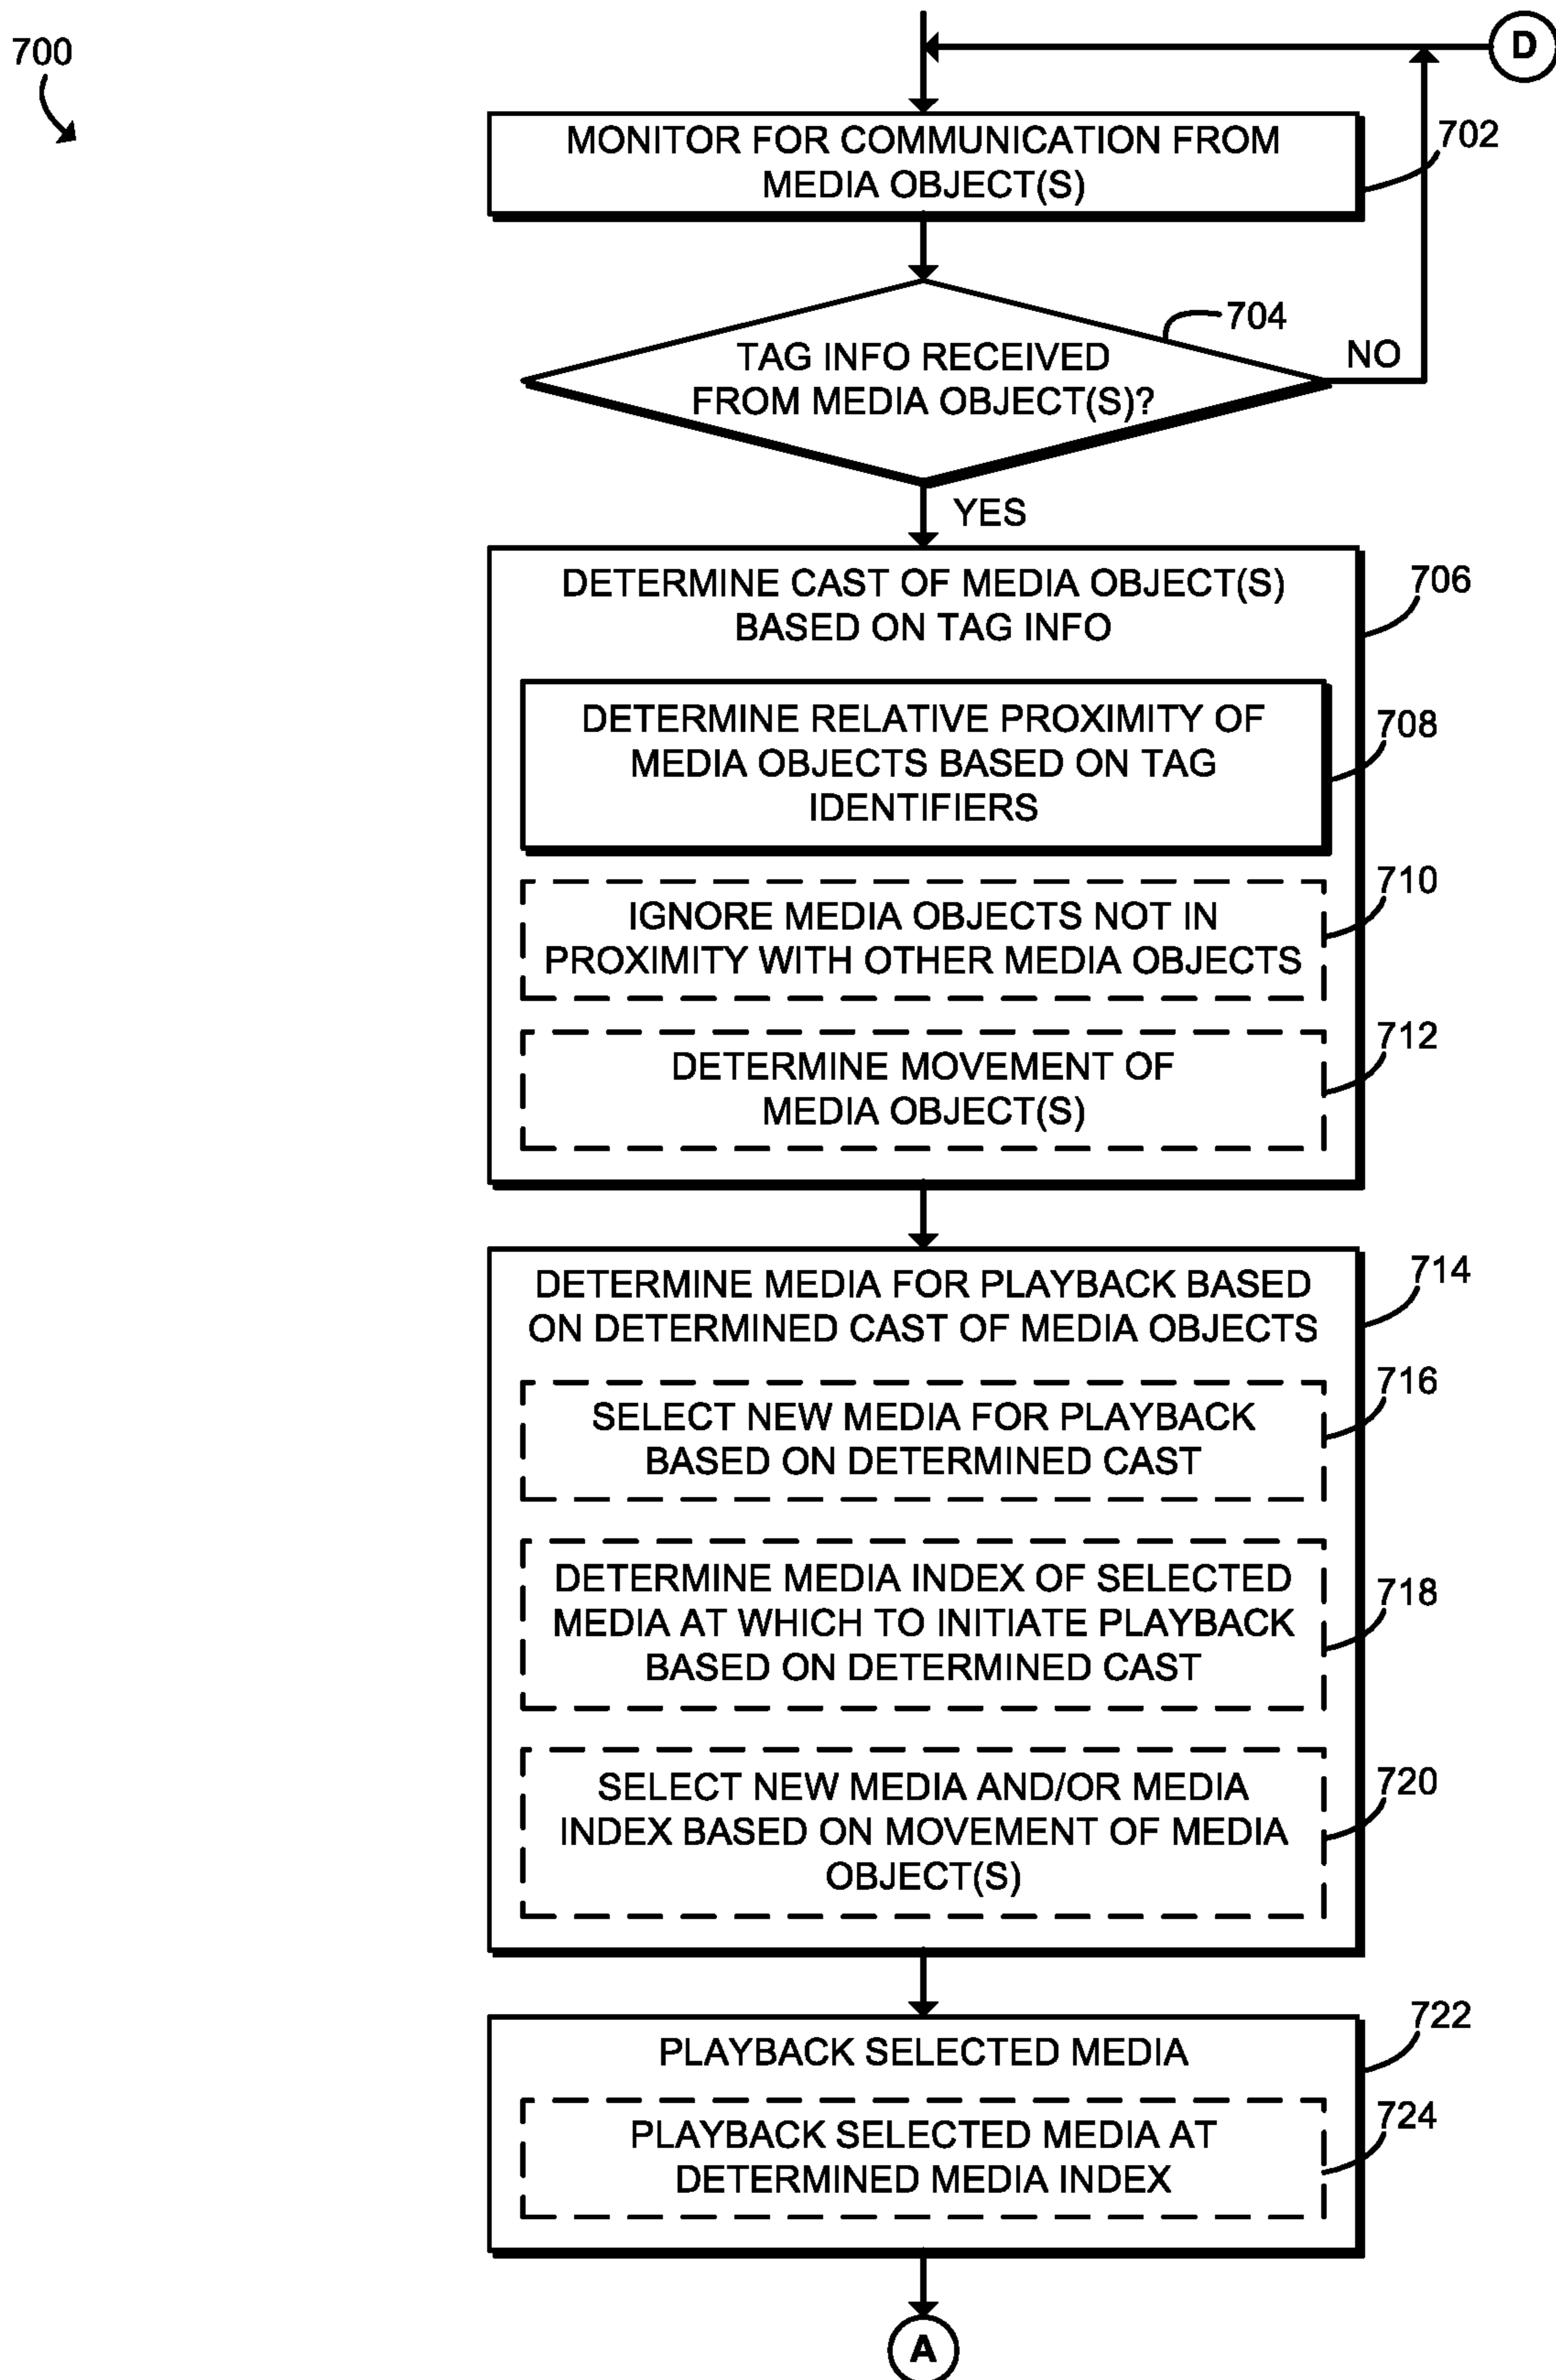 700
D
MONITOR FOR COMMUNICATION FROM
MEDIA OBJECT(S)
702
704
TAG INFO RECEIVED
FROM MEDIA OBJECT(S)?
NO
YES
DETERMINE CAST OF MEDIA OBJECT(S)
BASED ON TAG INFO
706
DETERMINE RELATIVE PROXIMITY OF
MEDIA OBJECTS BASED ON TAG
IDENTIFIERS
708
IGNORE MEDIA OBJECTS NOT IN
PROXIMITY WITH OTHER MEDIA OBJECTS
710
DETERMINE MOVEMENT OF
MEDIA OBJECT(S)
712
DETERMINE MEDIA FOR PLAYBACK BASED
ON DETERMINED CAST OF MEDIA OBJECTS
714
SELECT NEW MEDIA FOR PLAYBACK
BASED ON DETERMINED CAST
716
DETERMINE MEDIA INDEX OF SELECTED
MEDIA AT WHICH TO INITIATE PLAYBACK
BASED ON DETERMINED CAST
718
SELECT NEW MEDIA AND/OR MEDIA
INDEX BASED ON MOVEMENT OF MEDIA
OBJECT(S)
720
PLAYBACK SELECTED MEDIA
722
PLAYBACK SELECTED MEDIA AT
DETERMINED MEDIA INDEX
724
A